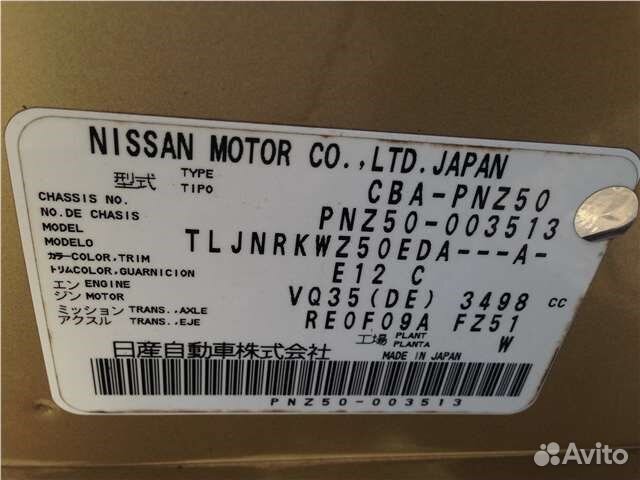 NISSAN MOTOR CO.,LTD.JAPAN
型式 TYPE TIPO CBA-PNZ50
CHASSIS NO. NO.DE CHASIS PNZ50-003513
MODEL MODELO TLJNRKWZ50EDA---A-
カラーCOLOR,TRIM トリムCOLOR,GUARNICION E12 C
エンジン ENGINE MOTOR VQ35(DE) 3498 cc
ミッション アクスル TRANS.,AXLE TRANS.,EJE RE0F09A FZ51
工場 PLANT PLANTA W
日産自動車株式会社 MADE IN JAPAN
PNZ50-003513
Avito